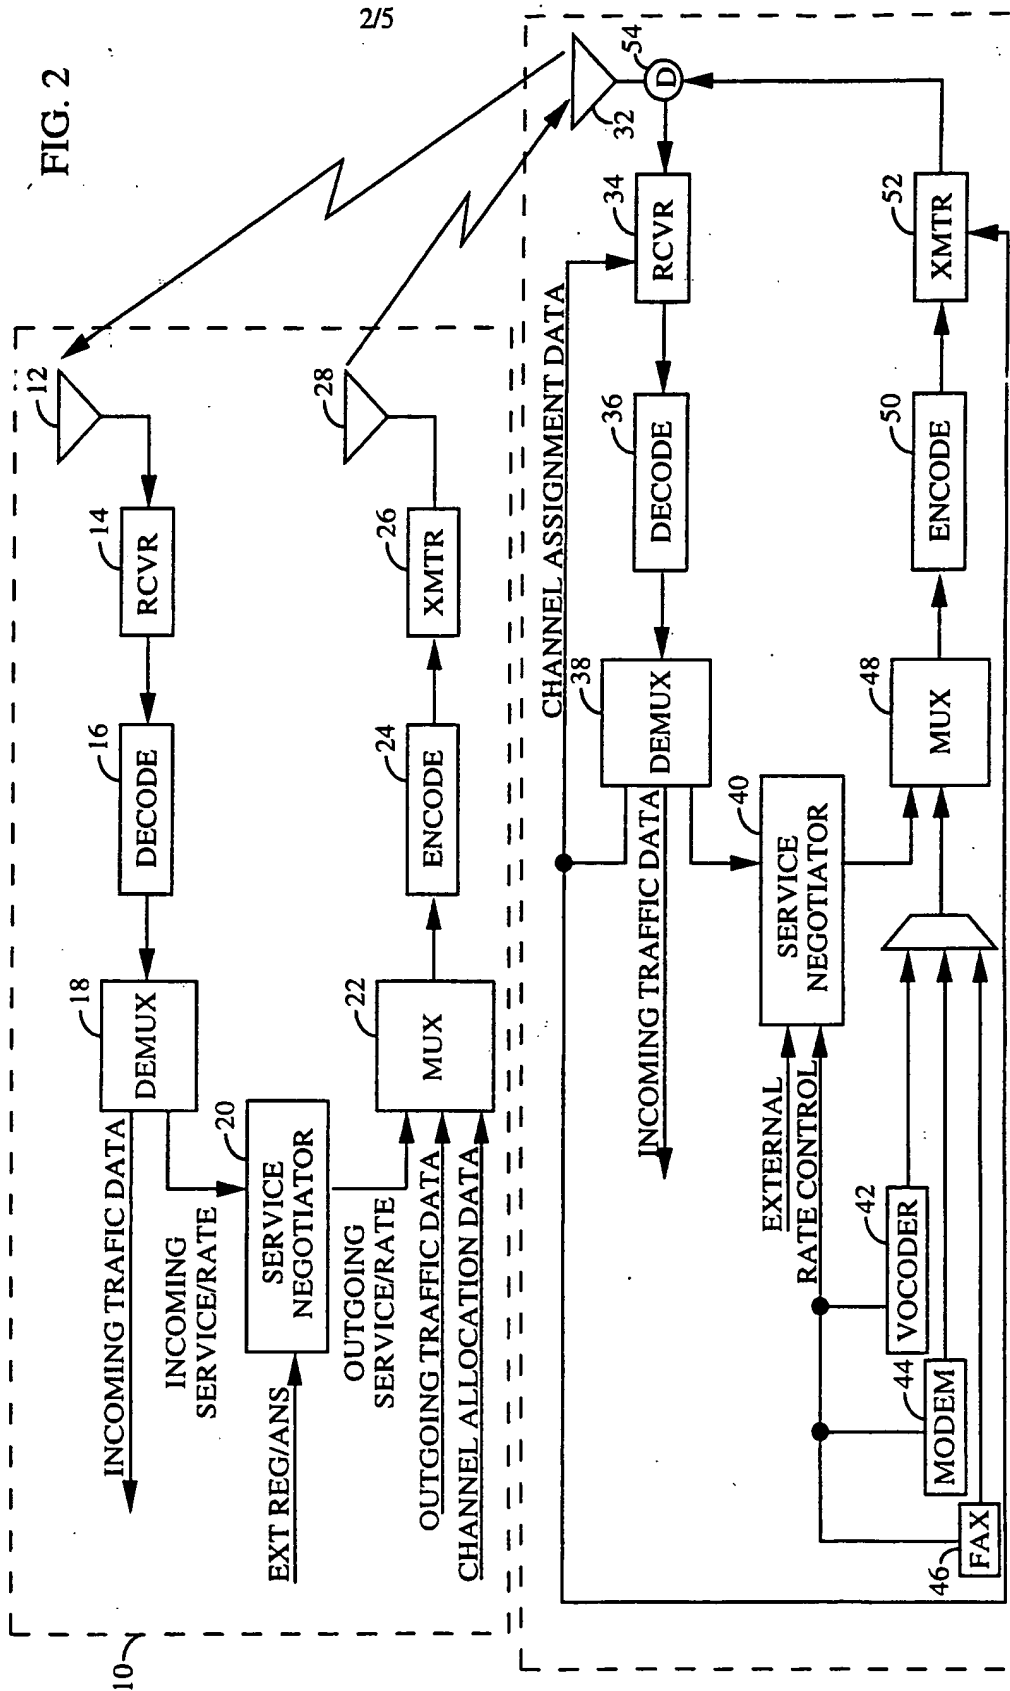 2/5
FIG. 2
10
12
14
RCVR
16
DECODE
18
DEMUX
INCOMING TRAFFIC DATA
INCOMING
SERVICE/RATE
20
SERVICE
NEGOTIATOR
EXT REG/ANS
OUTGOING
SERVICE/RATE
OUTGOING TRAFFIC DATA
CHANNEL ALLOCATION DATA
22
MUX
24
ENCODE
26
XMTR
28
32
54
D
34
RCVR
CHANNEL ASSIGNMENT DATA
36
DECODE
38
DEMUX
INCOMING TRAFFIC DATA
40
SERVICE
NEGOTIATOR
EXTERNAL
RATE CONTROL
42
VOCODER
44
MODEM
46
FAX
48
MUX
50
ENCODE
52
XMTR